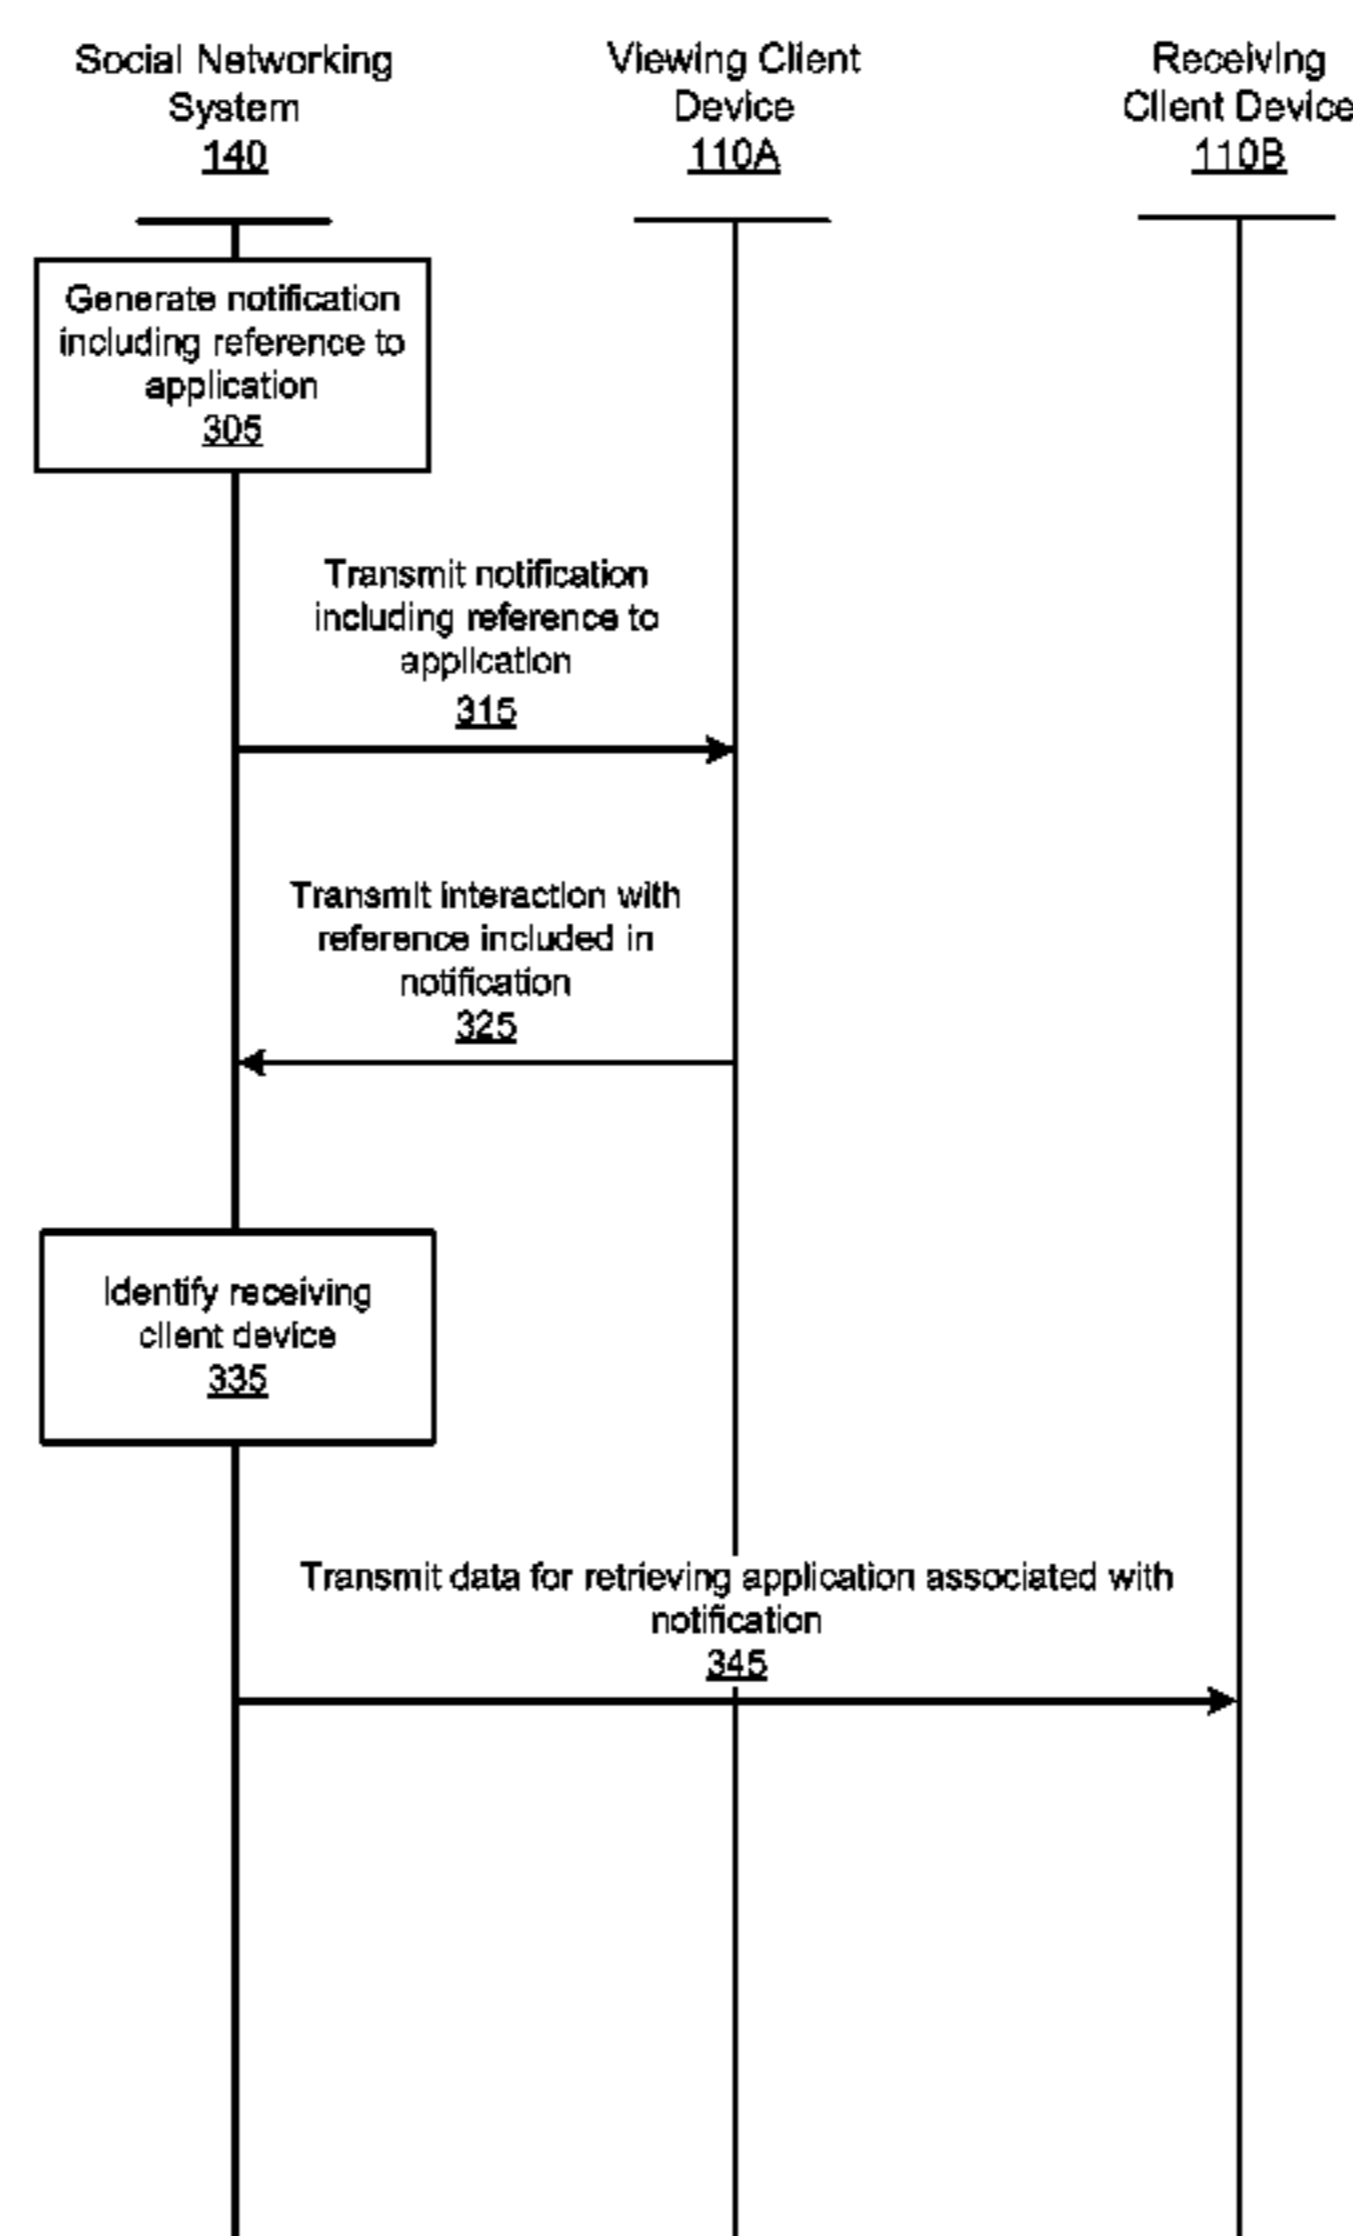 Social Networking
System
140
Viewing Client
Device
110A
Receiving
Client Device
110B
Generate notification
including reference to
application
305
Transmit notification
including reference to
application
315
Transmit interaction with
reference included in
notification
325
Identify receiving
client device
335
Transmit data for retrieving application associated with
notification
345